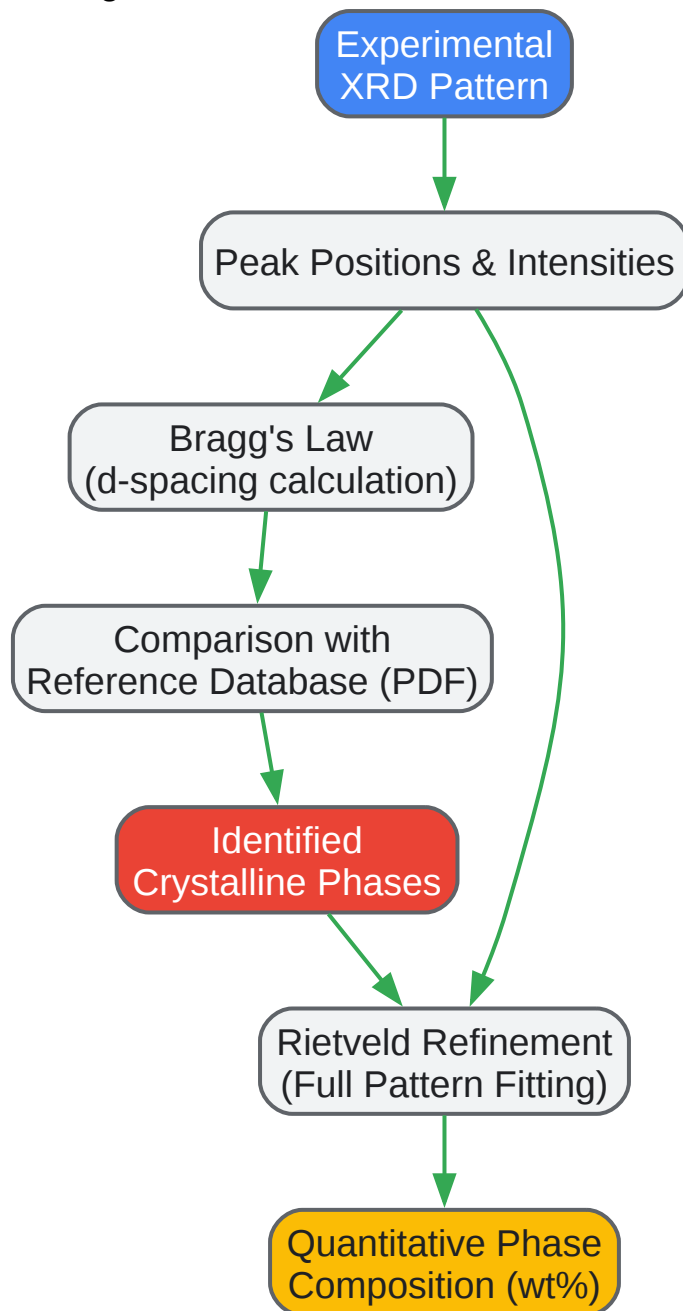 Experimental
XRD Pattern
Peak Positions & Intensities
Bragg's Law
(d-spacing calculation)
Comparison with
Reference Database (PDF)
Identified
Crystalline Phases
Rietveld Refinement
(Full Pattern Fitting)
Quantitative Phase
Composition (wt%)